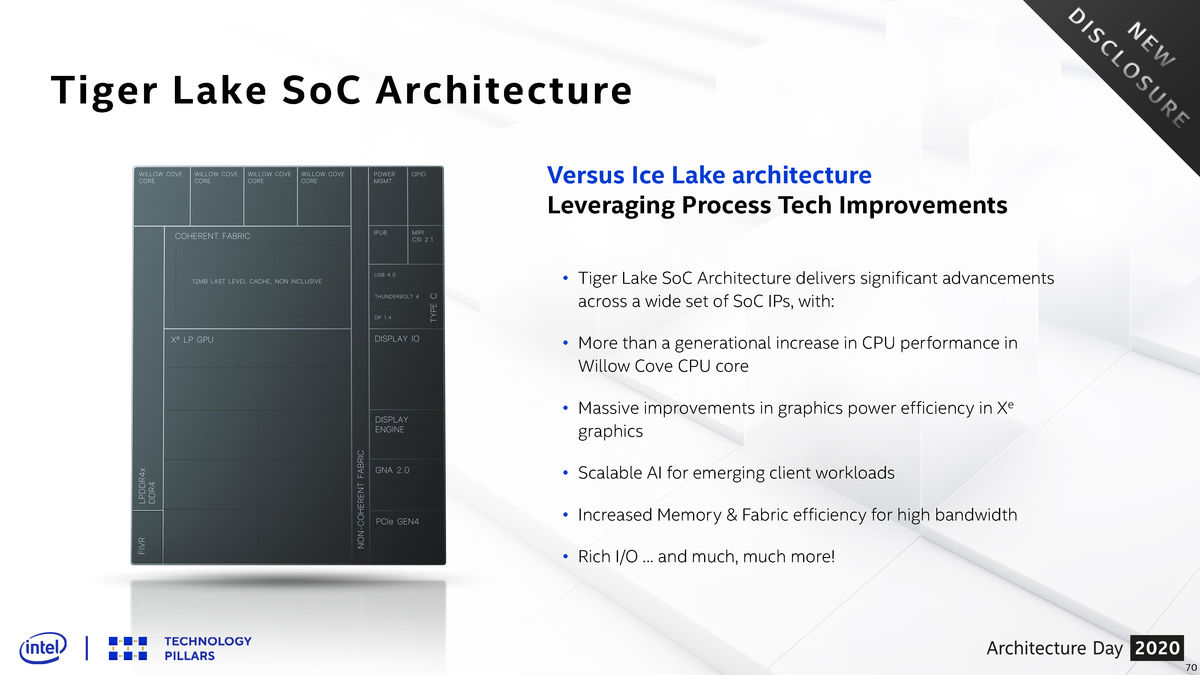 NEW
DISCLOSURE
Tiger Lake SoC Architecture
WILLOW COVE
CORE
WILLOW COVE
CORE
WILLOW COVE
CORE
WILLOW COVE
CORE
POWER
MGMT.
OPIO
COHERENT FABRIC
12MB LAST LEVEL CACHE, NON INCLUSIVE
IPU6
MIPI
CSI 2.1
USB 4.0
THUNDERBOLT 4
DP 1.4
TYPE C
Xᵉ LP GPU
DISPLAY IO
DISPLAY
ENGINE
GNA 2.0
PCIe GEN4
LPDDR4x
DDR4
FIVR
NON-COHERENT FABRIC
Versus Ice Lake architecture
Leveraging Process Tech Improvements
• Tiger Lake SoC Architecture delivers significant advancements
across a wide set of SoC IPs, with:
• More than a generational increase in CPU performance in
Willow Cove CPU core
• Massive improvements in graphics power efficiency in Xᵉ
graphics
• Scalable AI for emerging client workloads
• Increased Memory & Fabric efficiency for high bandwidth
• Rich I/O ... and much, much more!
intel
TECHNOLOGY
PILLARS
Architecture Day 2020
70